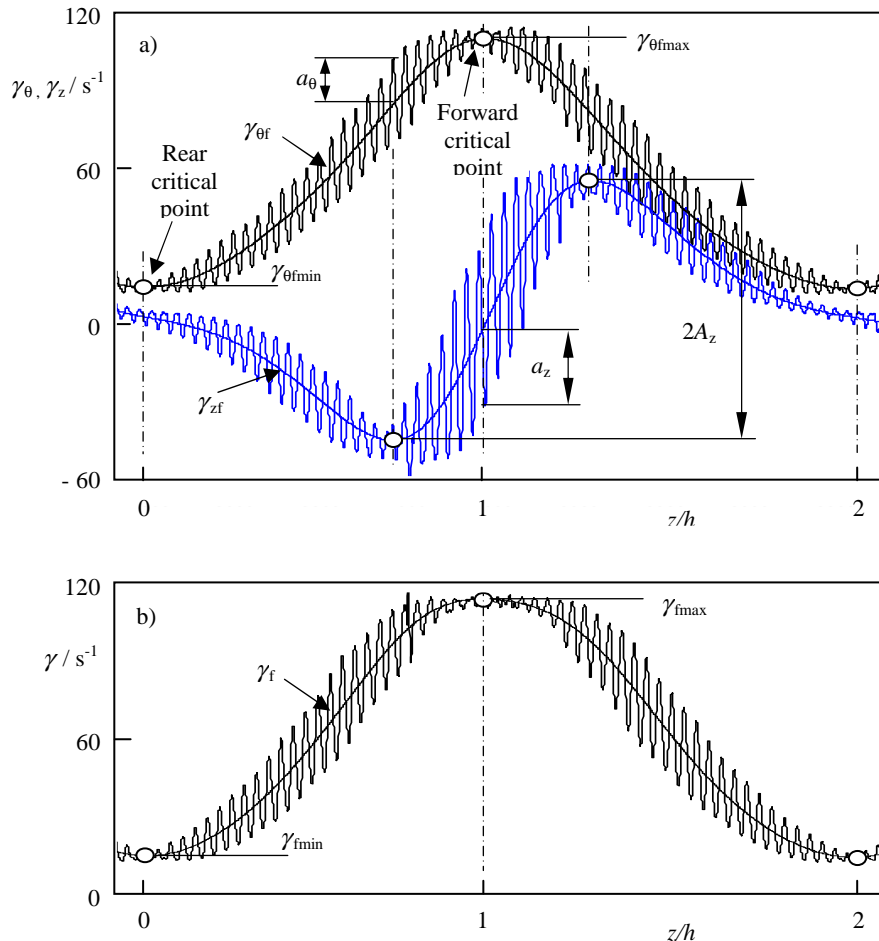 120
a)
γθfmax
aθ
γθ , γz / s-1
Forward
critical
point
γθf
Rear
critical
point
60
γθfmin
0
2Az
az
γzf
- 60
0
1
z/h
2
120
b)
γfmax
γ / s-1
γf
60
γfmin
0
0
1
z/h
2